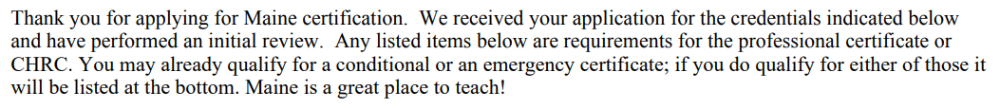 Thank you for applying for Maine certification.  We received your application for the credentials indicated below
and have performed an initial review.  Any listed items below are requirements for the professional certificate or
CHRC. You may already qualify for a conditional or an emergency certificate; if you do qualify for either of those it
will be listed at the bottom. Maine is a great place to teach!